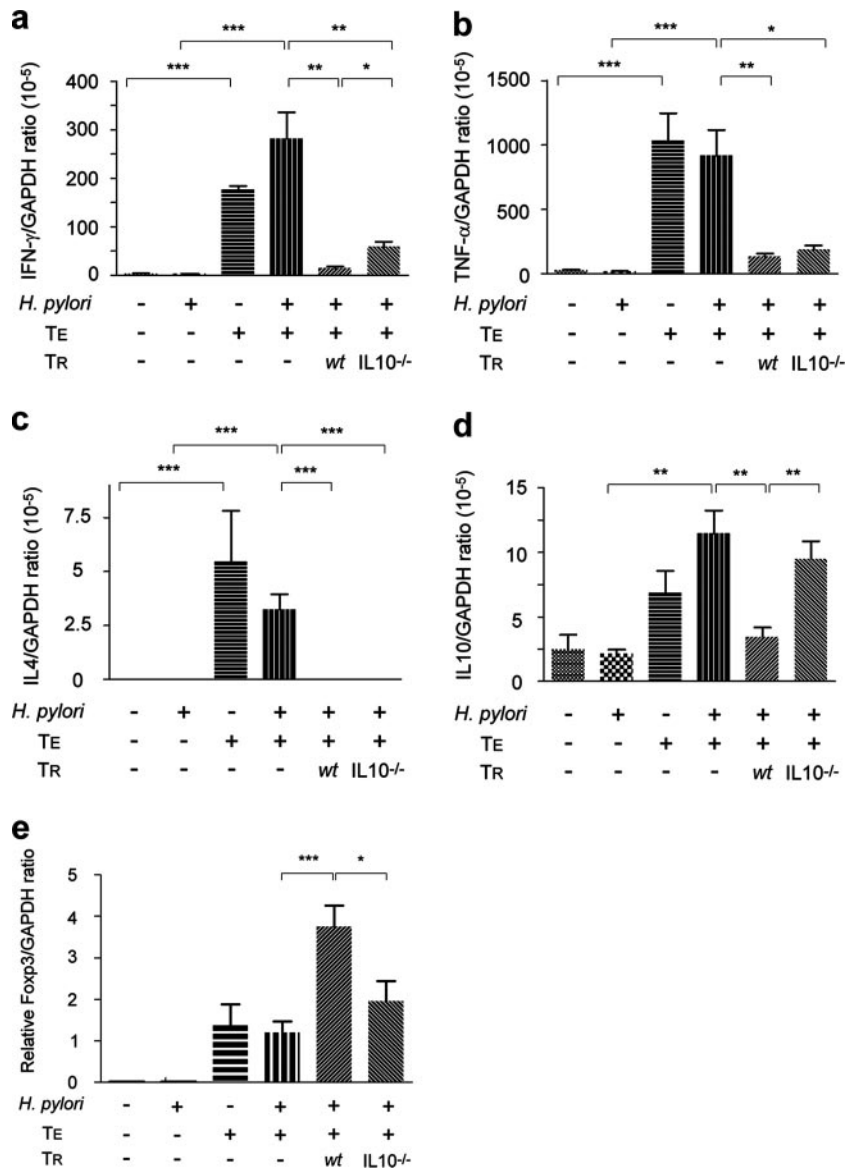 a
*** **
*** ** *
IFN-γ/GAPDH ratio (10-5)
400
300
200
100
0
H. pylori - + - + + +
TE - - + + + +
TR - - - - wt IL10-/-
b
*** *
*** **
TNF-α/GAPDH ratio (10-5)
1500
1000
500
0
H. pylori - + - + + +
TE - - + + + +
TR - - - - wt IL10-/-
c
*** ***
*** ***
IL4/GAPDH ratio (10-5)
7.5
5
2.5
0
H. pylori - + - + + +
TE - - + + + +
TR - - - - wt IL10-/-
d
** ** **
IL10/GAPDH ratio (10-5)
15
10
5
0
H. pylori - + - + + +
TE - - + + + +
TR - - - - wt IL10-/-
e
*** *
Relative Foxp3/GAPDH ratio
5
4
3
2
1
0
H. pylori - + - + + +
TE - - + + + +
TR - - - - wt IL10-/-